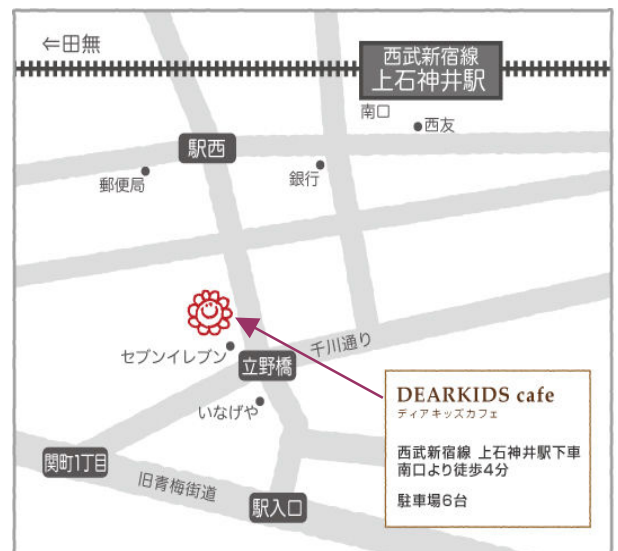 ⇐田無
西武新宿線
上石神井駅
南口
西友
駅西
郵便局
銀行
セブンイレブン
千川通り
立野橋
いなげや
DEARKIDS cafe
ディアキッズカフェ
西武新宿線 上石神井駅下車
南口より徒歩4分
駐車場6台
関町1丁目
旧青梅街道
駅入口